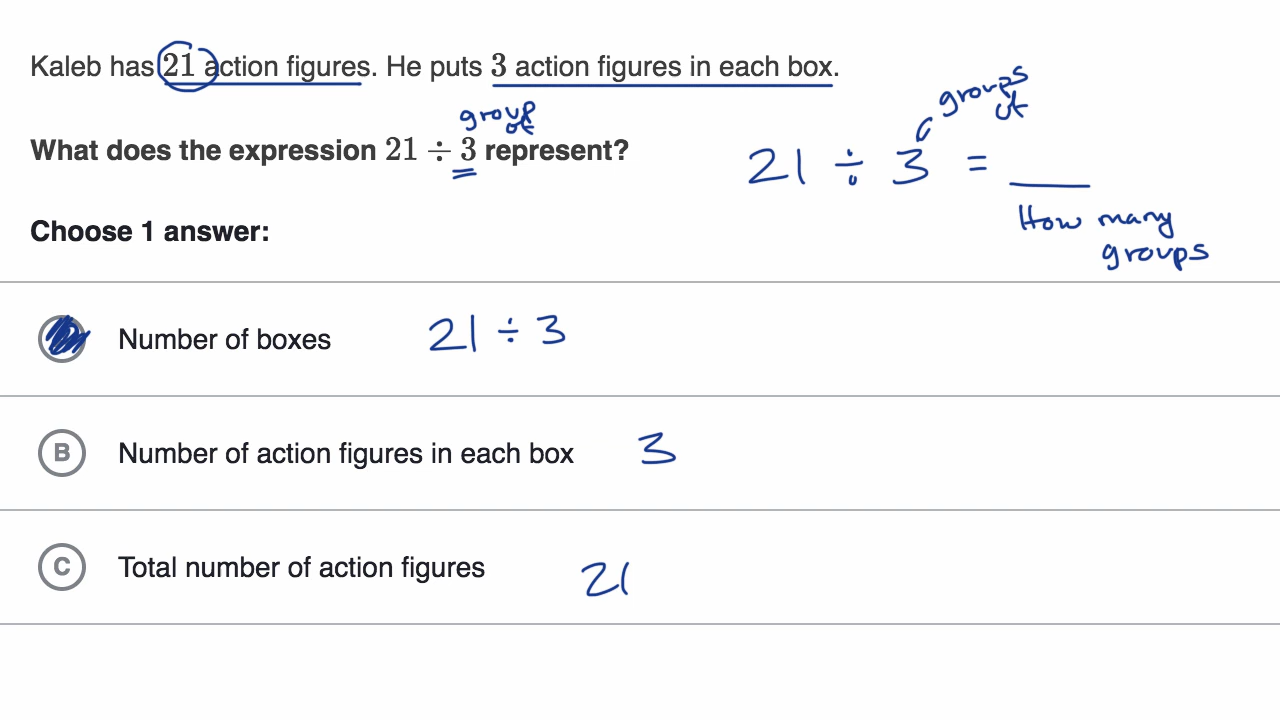 Kaleb has 21 action figures. He puts 3 action figures in each box.
groups
of
group
of
What does the expression 21 ÷ 3 represent?
21 ÷ 3 = ___
How many
groups
Choose 1 answer:
Number of boxes 21 ÷ 3
B Number of action figures in each box 3
C Total number of action figures 21